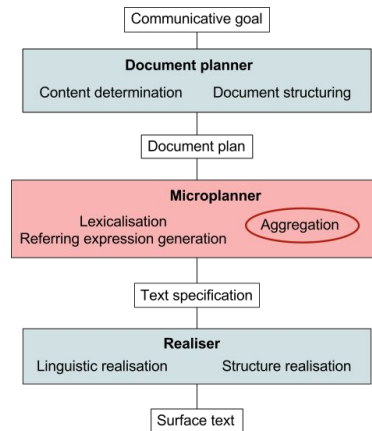 Communicative goal
Document planner
Content determination Document structuring
Document plan
Microplanner
Lexicalisation
Referring expression generation
Aggregation
Text specification
Realiser
Linguistic realisation Structure realisation
Surface text